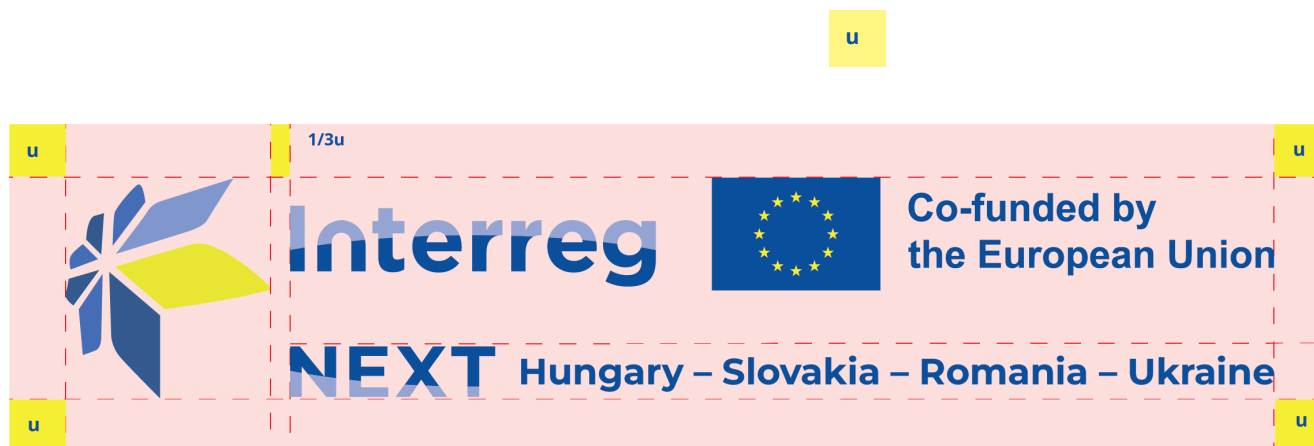 u
u
1/3u
u
Interreg
Co-funded by
the European Union
NEXT Hungary – Slovakia – Romania – Ukraine
u
u